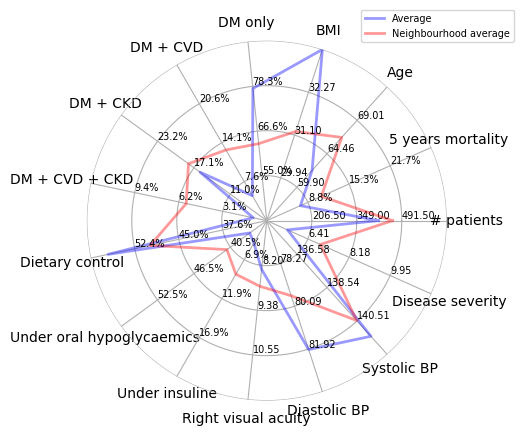 Average
Neighbourhood average
DM only
BMI
DM + CVD
Age
DM + CKD
5 years mortality
DM + CVD + CKD
# patients
Dietary control
Disease severity
Under oral hypoglycaemics
Systolic BP
Under insuline
Diastolic BP
Right visual acuity
206.50
349.00
491.50
8.8%
15.3%
21.7%
59.90
64.46
69.01
29.94
31.10
32.27
55.0%
66.6%
78.3%
7.6%
14.1%
20.6%
11.0%
17.1%
23.2%
3.1%
6.2%
9.4%
37.6%
45.0%
52.4%
40.5%
46.5%
52.5%
6.9%
11.9%
16.9%
8.20
9.38
10.55
78.27
80.09
81.92
136.58
138.54
140.51
6.41
8.18
9.95